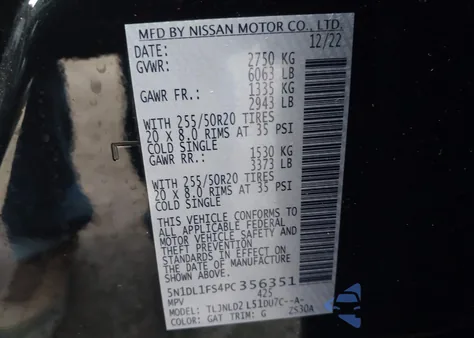 MFD BY NISSAN MOTOR CO., LTD.
DATE: 12/22
GVWR: 2750 KG
6063 LB
GAWR FR.: 1335 KG
2943 LB
WITH 255/50R20 TIRES
20 X 8.0 RIMS AT 35 PSI
COLD SINGLE
GAWR RR.: 1530 KG
3373 LB
WITH 255/50R20 TIRES
20 X 8.0 RIMS AT 35 PSI
COLD SINGLE
THIS VEHICLE CONFORMS TO
ALL APPLICABLE FEDERAL
MOTOR VEHICLE SAFETY AND
THEFT PREVENTION
STANDARDS IN EFFECT ON
THE DATE OF MANUFACTURE
SHOWN ABOVE.
5N1DL1FS4PC356351
MPV 425
TLJNLD2L51DU7C--A-
COLOR: GAT TRIM: G ZS30A